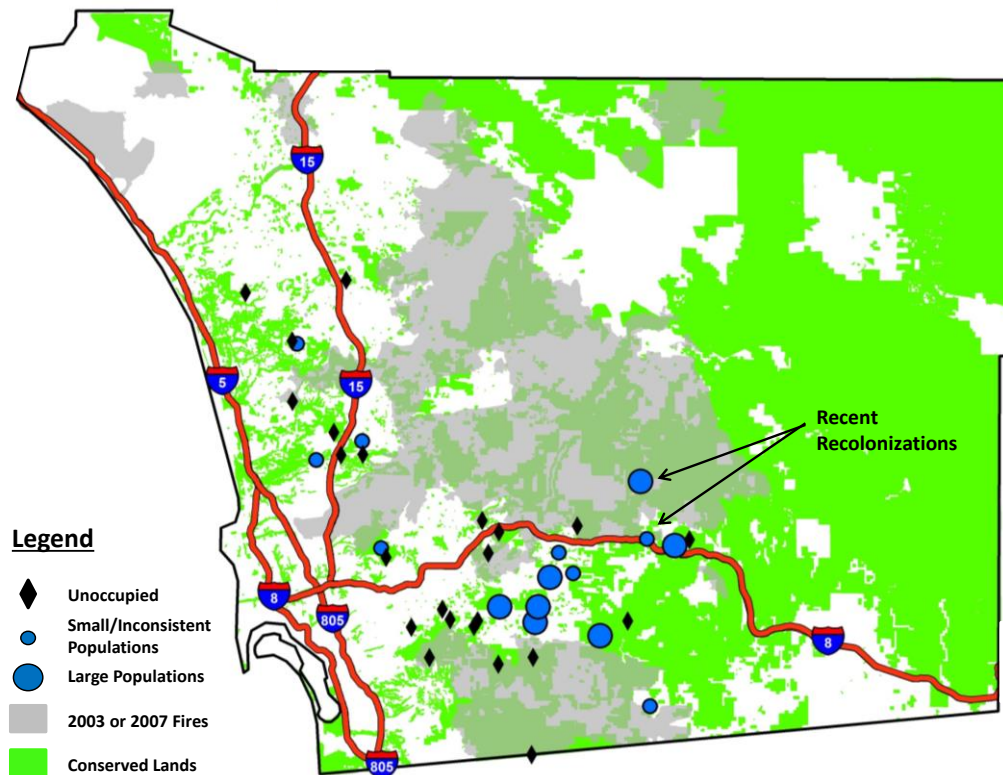 15
5
15
Recent
Recolonizations
Legend
Unoccupied
Small/Inconsistent
Populations
Large Populations
2003 or 2007 Fires
Conserved Lands
8
805
8
805